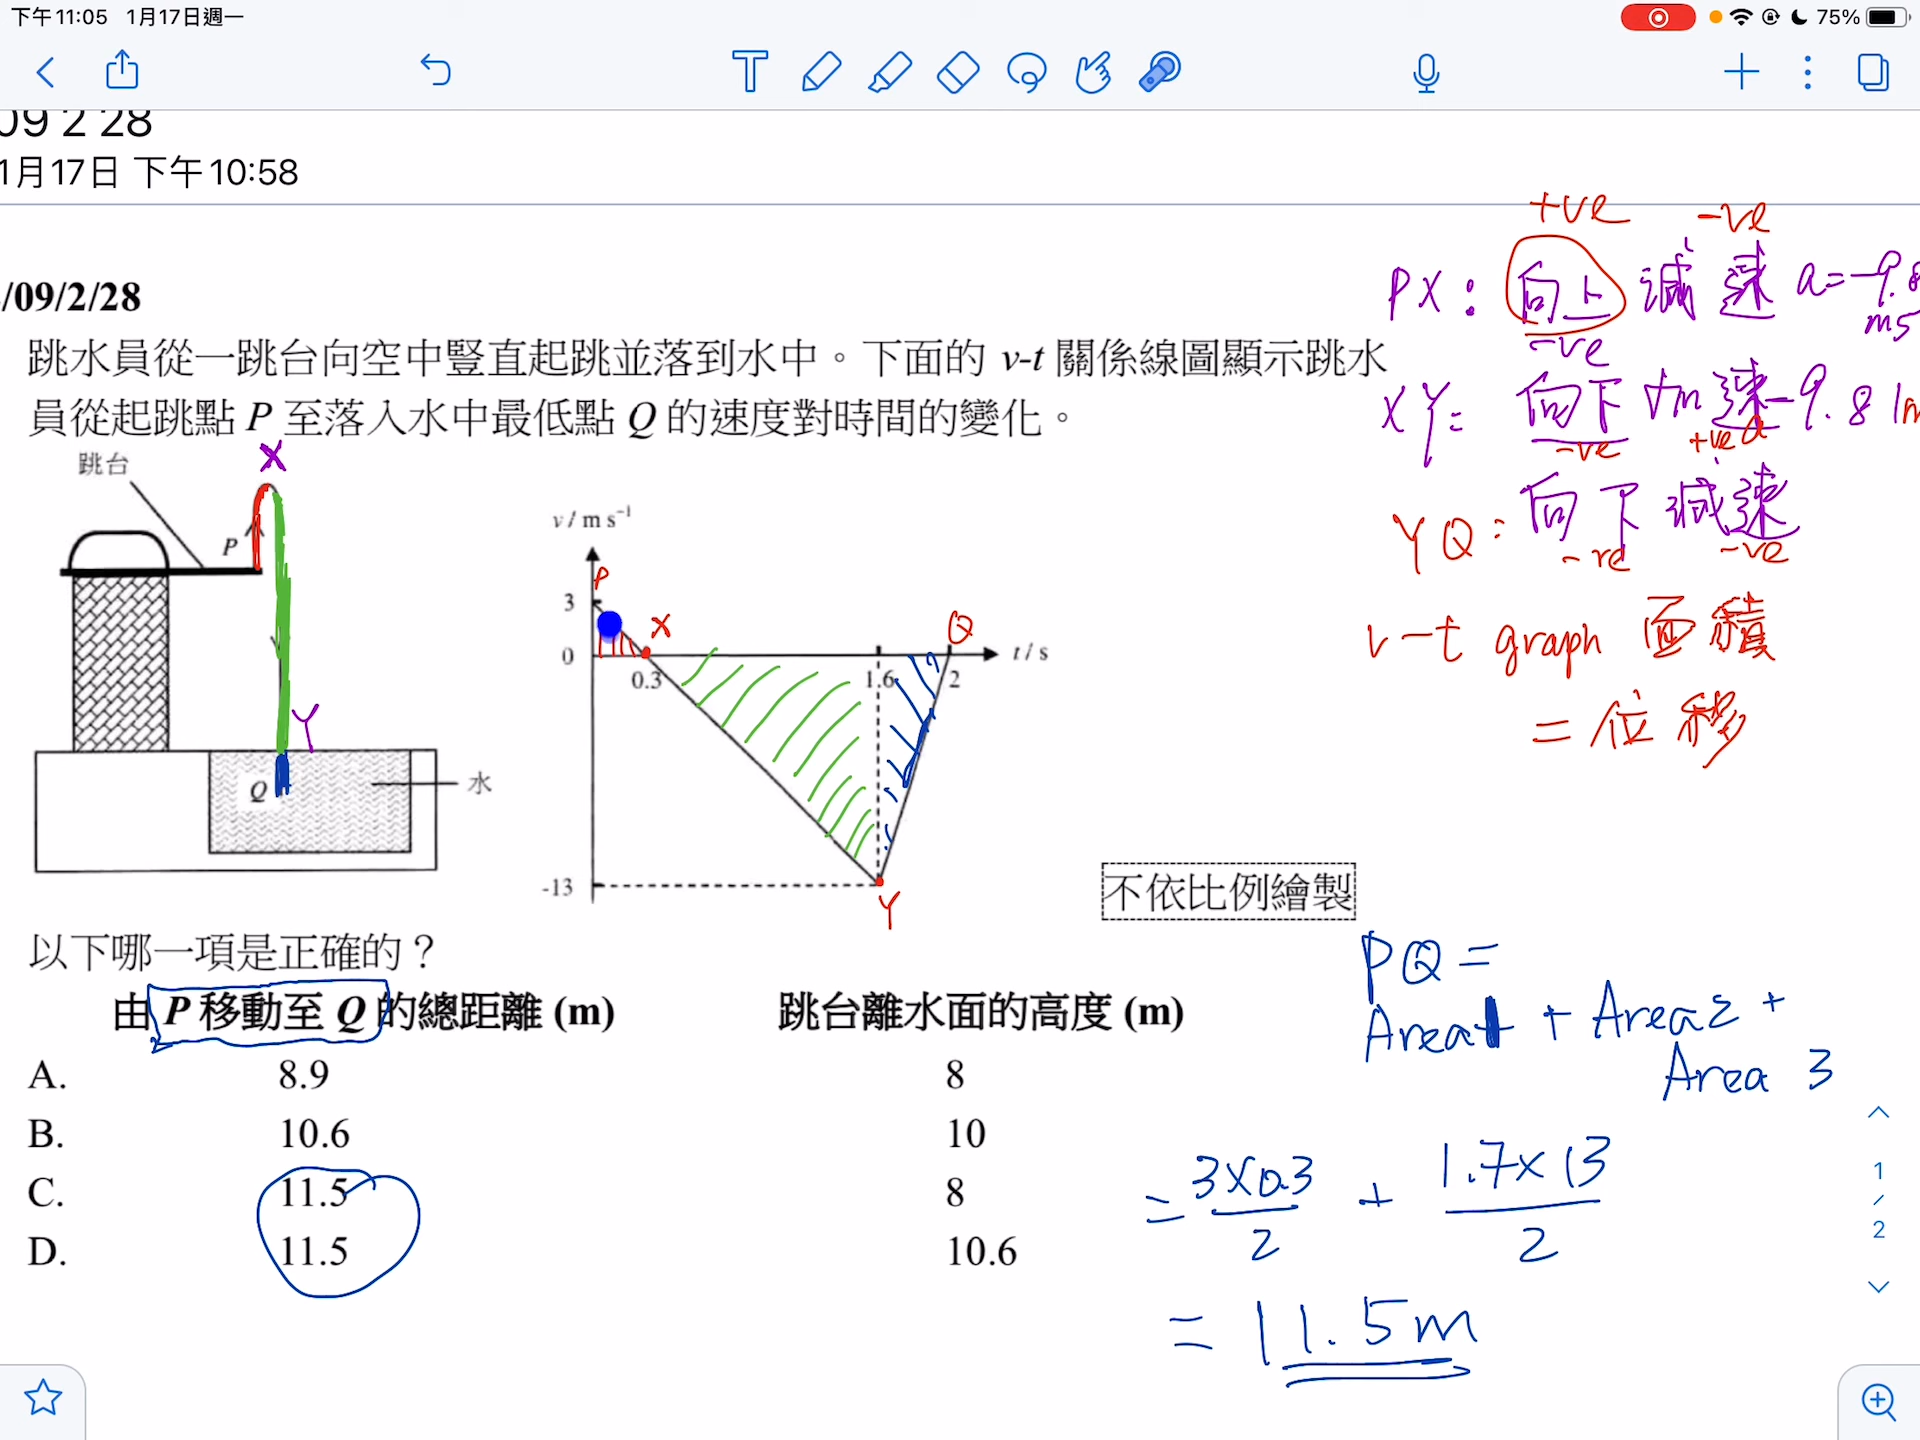 下午11:05 1月17日週一
75%
09 2 28
1月17日 下午10:58
/09/2/28
跳水員從一跳台向空中豎直起跳並落到水中。下面的 v-t 關係線圖顯示跳水
員從起跳點 P 至落入水中最低點 Q 的速度對時間的變化。
跳台
X
P
Y
Q
水
v / m s⁻¹
P
3
X
Q
0
t / s
0.3
1.6
2
-13
Y
不依比例繪製
+ve -ve
PX: 向上 減速 a=-9.8
ms
-ve
XY= 向下 加速 -9.81m
-ve +ve a
YQ: 向下 減速
-ve -ve
v-t graph 面積
= 位移
以下哪一項是正確的？
由 P 移動至 Q 的總距離 (m) 跳台離水面的高度 (m)
A. 8.9 8
B. 10.6 10
C. 11.5 8
D. 11.5 10.6
PQ =
Area 1 + Area 2 +
Area 3
= 3×0.3/2 + 1.7×13/2
= 11.5m
1
/
2